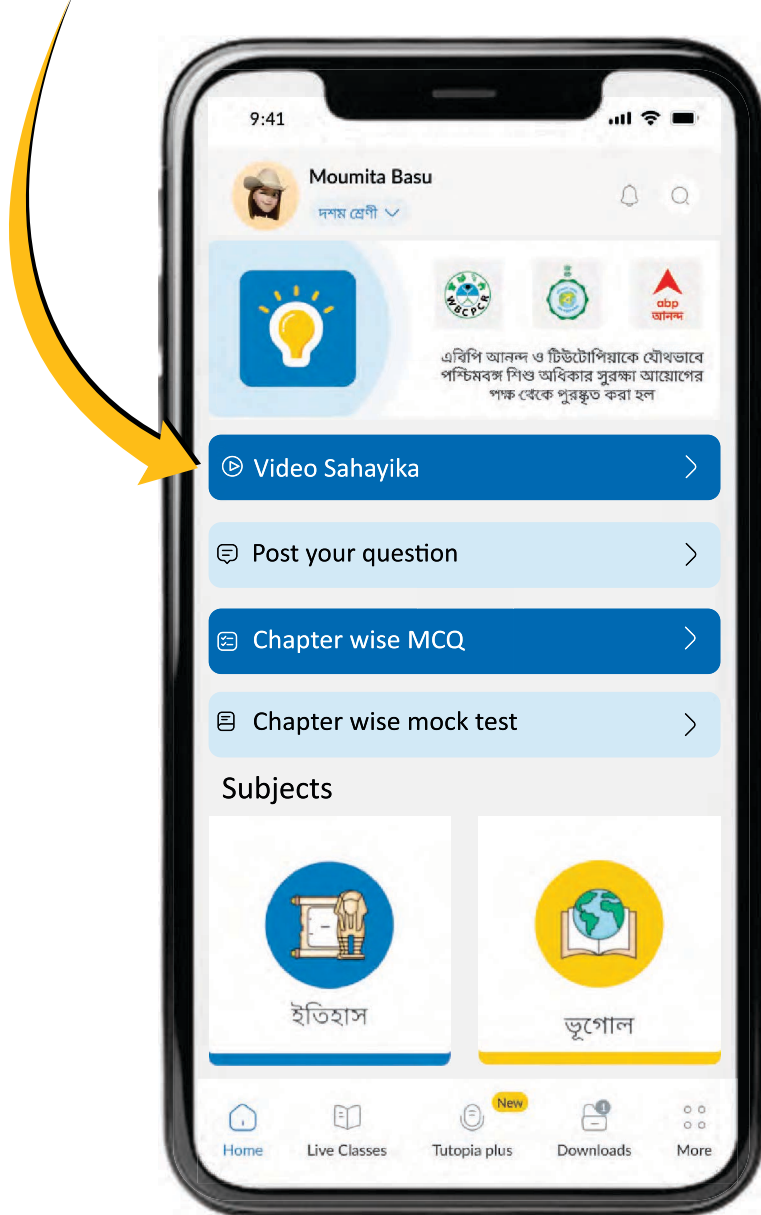 9:41
Moumita Basu
দশম শ্রেণী
WBCPCR
abp
আনন্দ
এবিপি আনন্দ ও টিউটোপিয়াকে যৌথভাবে
পশ্চিমবঙ্গ শিশু অধিকার সুরক্ষা আয়োগের
পক্ষ থেকে পুরষ্কৃত করা হল
Video Sahayika
Post your question
Chapter wise MCQ
Chapter wise mock test
Subjects
ইতিহাস
ভূগোল
New
Home
Live Classes
Tutopia plus
Downloads
More